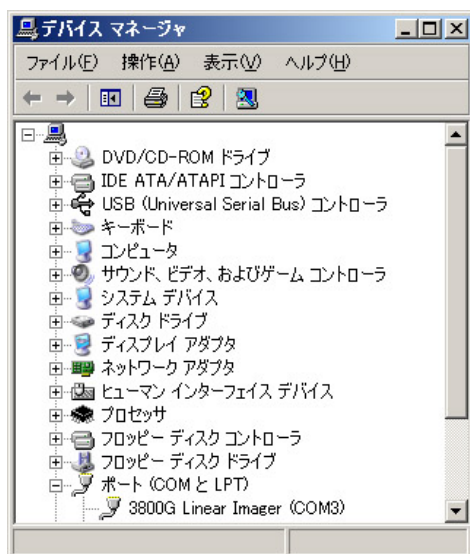 デバイス マネージャ
ファイル(F) 操作(A) 表示(V) ヘルプ(H)
DVD/CD-ROM ドライブ
IDE ATA/ATAPI コントローラ
USB (Universal Serial Bus) コントローラ
キーボード
コンピュータ
サウンド、ビデオ、およびゲーム コントローラ
システム デバイス
ディスク ドライブ
ディスプレイ アダプタ
ネットワーク アダプタ
ヒューマン インターフェイス デバイス
プロセッサ
フロッピー ディスク コントローラ
フロッピー ディスク ドライブ
ポート (COM と LPT)
3800G Linear Imager (COM3)